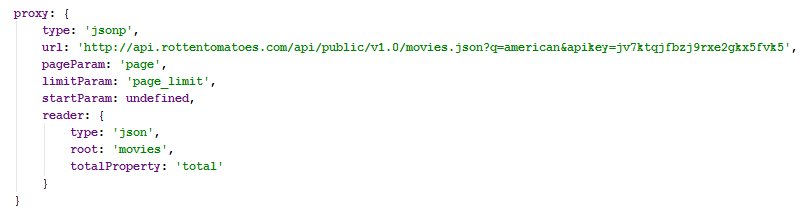 proxy: {
    type: 'jsonp',
    url: 'http://api.rottentomatoes.com/api/public/v1.0/movies.json?q=american&apikey=jv7ktqjfbzj9rxe2gkx5fvk5',
    pageParam: 'page',
    limitParam: 'page_limit',
    startParam: undefined,
    reader: {
        type: 'json',
        root: 'movies',
        totalProperty: 'total'
    }
}